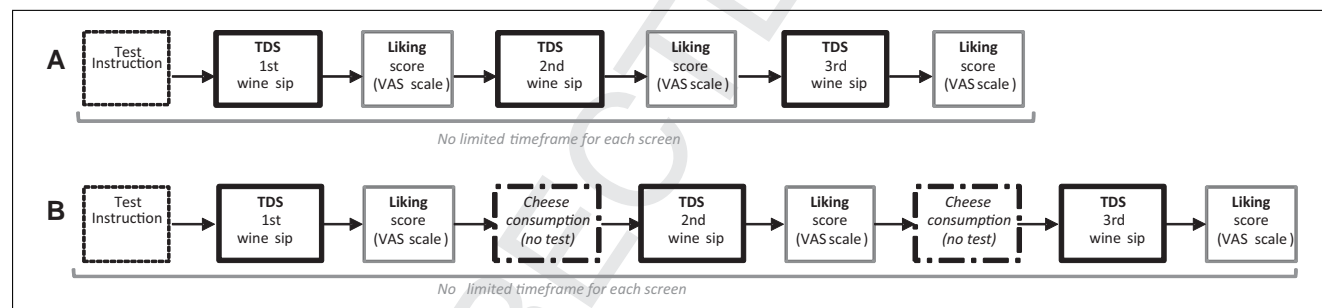 A
Test
Instruction
TDS
1st
wine sip
Liking
score
(VAS scale)
TDS
2nd
wine sip
Liking
score
(VAS scale)
TDS
3rd
wine sip
Liking
score
(VAS scale)
No limited timeframe for each screen
B
Test
Instruction
TDS
1st
wine sip
Liking
score
(VAS scale)
Cheese
consumption
(no test)
TDS
2nd
wine sip
Liking
score
(VAS scale)
Cheese
consumption
(no test)
TDS
3rd
wine sip
Liking
score
(VAS scale)
No limited timeframe for each screen